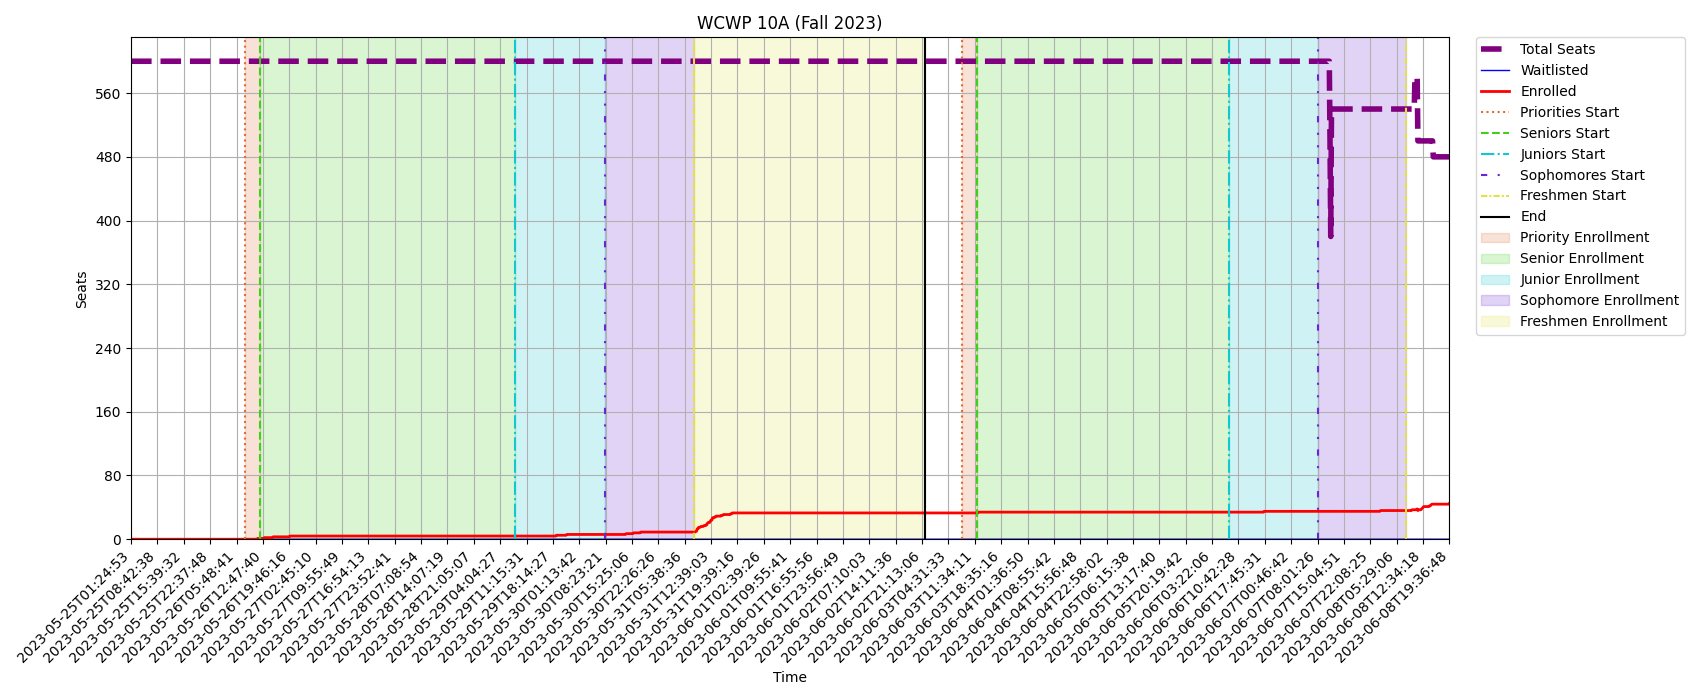 WCWP 10A (Fall 2023)
Seats
560
480
400
320
240
160
80
0
2023-05-25T01:24:53
2023-05-25T08:42:38
2023-05-25T15:39:32
2023-05-25T22:37:48
2023-05-26T05:48:41
2023-05-26T12:47:40
2023-05-26T19:46:16
2023-05-27T02:45:10
2023-05-27T09:55:49
2023-05-27T16:54:13
2023-05-27T23:52:41
2023-05-28T07:08:54
2023-05-28T14:07:19
2023-05-28T21:05:07
2023-05-29T04:04:27
2023-05-29T11:15:31
2023-05-29T18:14:27
2023-05-30T01:13:42
2023-05-30T08:23:21
2023-05-30T15:25:06
2023-05-30T22:26:26
2023-05-31T05:38:36
2023-05-31T12:39:03
2023-05-31T19:39:16
2023-06-01T02:39:26
2023-06-01T09:55:41
2023-06-01T16:55:56
2023-06-01T23:56:49
2023-06-02T07:10:03
2023-06-02T14:11:36
2023-06-02T21:13:06
2023-06-03T04:31:33
2023-06-03T11:34:11
2023-06-03T18:35:16
2023-06-04T01:36:50
2023-06-04T08:55:42
2023-06-04T15:56:48
2023-06-04T22:58:02
2023-06-05T06:15:38
2023-06-05T13:17:40
2023-06-05T20:19:42
2023-06-06T03:22:06
2023-06-06T10:42:28
2023-06-06T17:45:31
2023-06-07T00:46:42
2023-06-07T08:01:26
2023-06-07T15:04:51
2023-06-07T22:08:25
2023-06-08T05:29:06
2023-06-08T12:34:18
2023-06-08T19:36:48
Time
Total Seats
Waitlisted
Enrolled
Priorities Start
Seniors Start
Juniors Start
Sophomores Start
Freshmen Start
End
Priority Enrollment
Senior Enrollment
Junior Enrollment
Sophomore Enrollment
Freshmen Enrollment